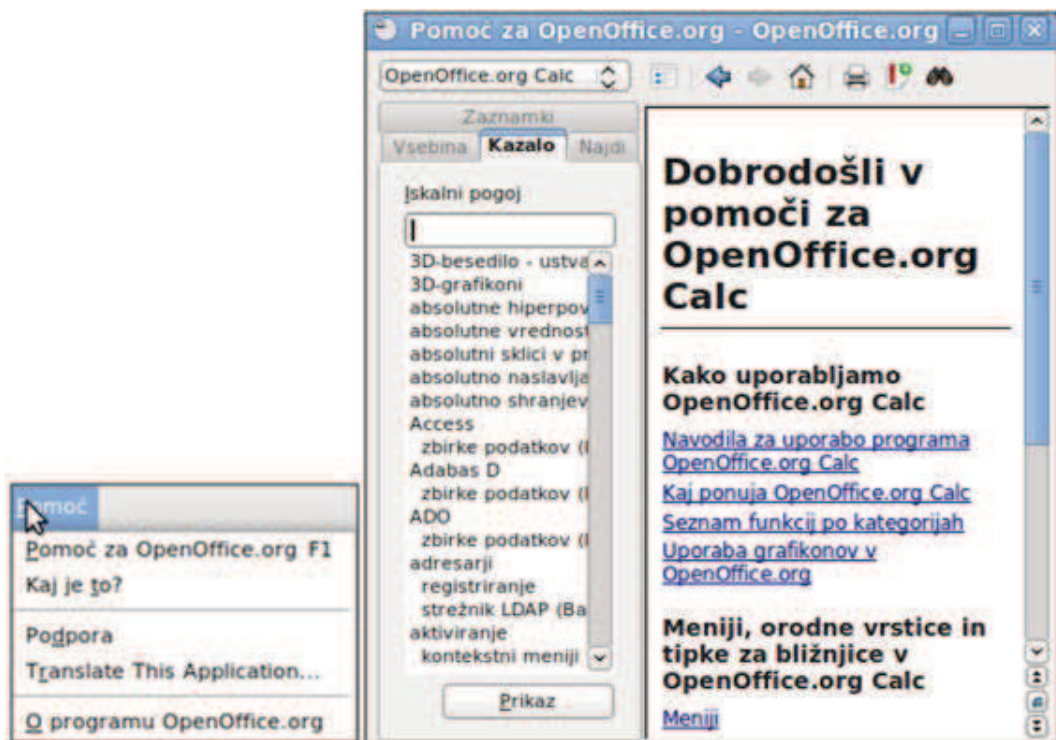 Pomoč
Pomoč za OpenOffice.org F1
Kaj je to?
Podpora
Translate This Application...
O programu OpenOffice.org
Pomoč za OpenOffice.org - OpenOffice.org
OpenOffice.org Calc
Zaznamki
Vsebina Kazalo Najdi
Iskalni pogoj
3D-besedilo - ustva
3D-grafikoni
absolutne hiperpov
absolutne vrednost
absolutni sklici v pr
absolutno naslavlja
absolutno shranjev
Access
zbirke podatkov (
Adabas D
zbirke podatkov (
ADO
zbirke podatkov (
adresarji
registriranje
strežnik LDAP (Ba
aktiviranje
kontekstni meniji
Prikaz
Dobrodošli v
pomoči za
OpenOffice.org
Calc
Kako uporabljamo
OpenOffice.org Calc
Navodila za uporabo programa
OpenOffice.org Calc
Kaj ponuja OpenOffice.org Calc
Seznam funkcij po kategorijah
Uporaba grafikonov v
OpenOffice.org
Meniji, orodne vrstice in
tipke za bližnjice v
OpenOffice.org Calc
Meniji